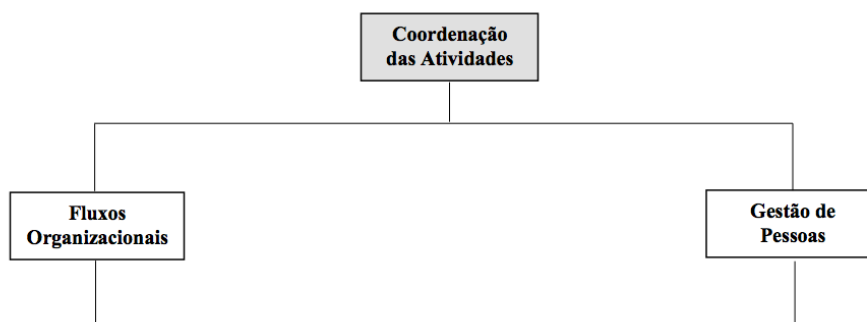 Coordenação
das Atividades
Fluxos
Organizacionais
Gestão de
Pessoas